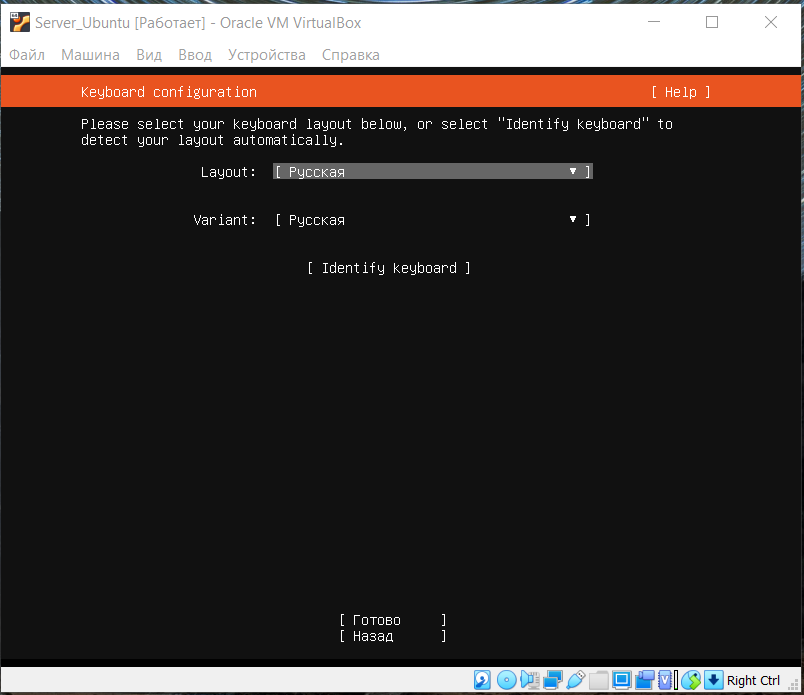 Server_Ubuntu [Работает] - Oracle VM VirtualBox
Файл Машина Вид Ввод Устройства Справка
Keyboard configuration [ Help ]
Please select your keyboard layout below, or select "Identify keyboard" to
detect your layout automatically.
Layout: [ Русская ▾ ]
Variant: [ Русская ▾ ]
[ Identify keyboard ]
[ Готово ]
[ Назад ]
Right Ctrl